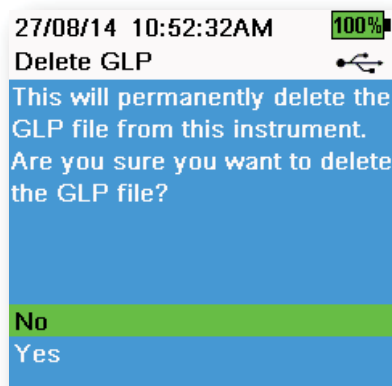 27/08/14 10:52:32AM 100%
Delete GLP
This will permanently delete the
GLP file from this instrument.
Are you sure you want to delete
the GLP file?
No
Yes